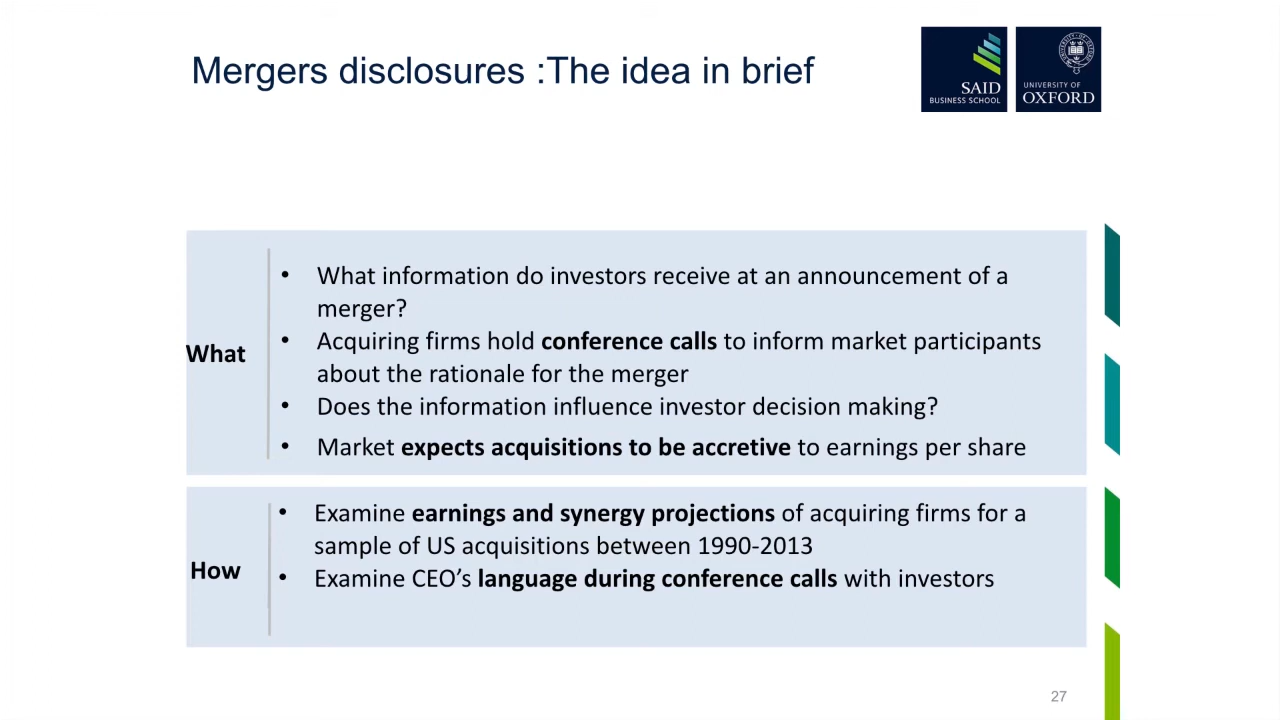 Mergers disclosures :The idea in brief
SAID
BUSINESS SCHOOL
UNIVERSITY OF
OXFORD
What
• What information do investors receive at an announcement of a
merger?
• Acquiring firms hold conference calls to inform market participants
about the rationale for the merger
• Does the information influence investor decision making?
• Market expects acquisitions to be accretive to earnings per share
How
• Examine earnings and synergy projections of acquiring firms for a
sample of US acquisitions between 1990-2013
• Examine CEO’s language during conference calls with investors
27